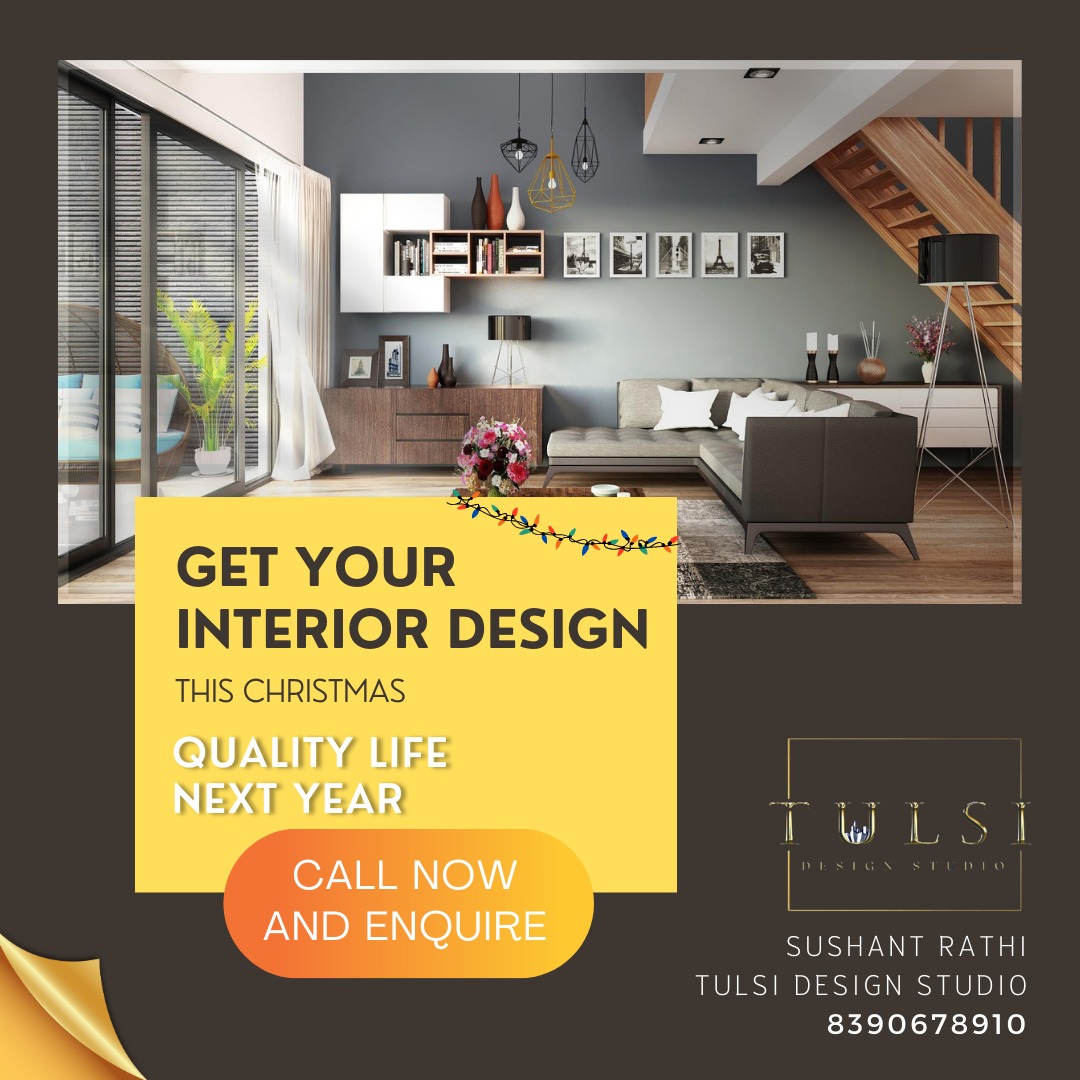 GET YOUR
INTERIOR DESIGN
THIS CHRISTMAS
QUALITY LIFE
NEXT YEAR
CALL NOW
AND ENQUIRE
TULSI
DESIGN STUDIO
SUSHANT RATHI
TULSI DESIGN STUDIO
8390678910